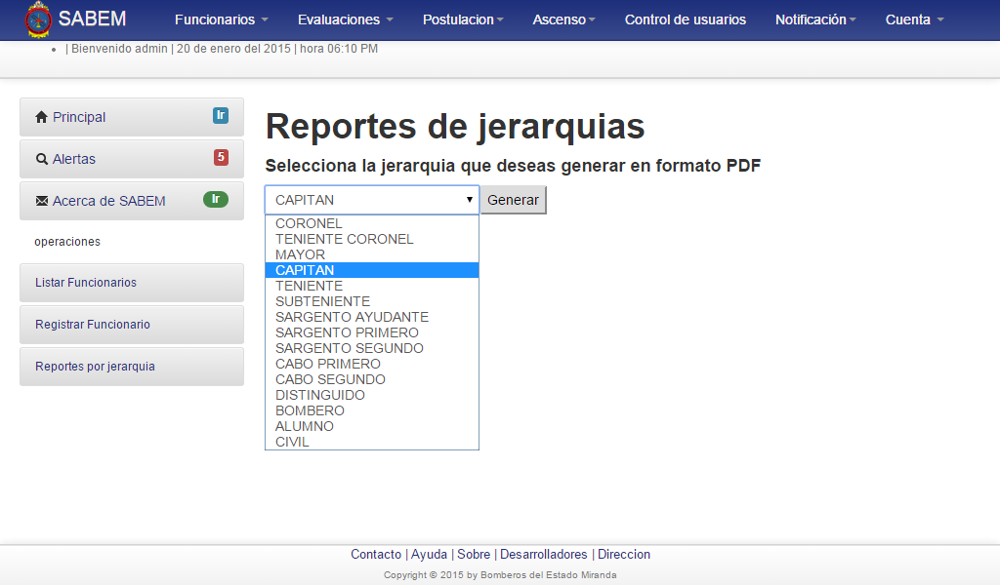 SABEM Funcionarios Evaluaciones Postulacion Ascenso Control de usuarios Notificación Cuenta
| Bienvenido admin | 20 de enero del 2015 | hora 06:10 PM
Principal Ir
Alertas 5
Acerca de SABEM Ir
operaciones
Listar Funcionarios
Registrar Funcionario
Reportes por jerarquia
Reportes de jerarquias
Selecciona la jerarquia que deseas generar en formato PDF
CAPITAN Generar
CORONEL
TENIENTE CORONEL
MAYOR
CAPITAN
TENIENTE
SUBTENIENTE
SARGENTO AYUDANTE
SARGENTO PRIMERO
SARGENTO SEGUNDO
CABO PRIMERO
CABO SEGUNDO
DISTINGUIDO
BOMBERO
ALUMNO
CIVIL
Contacto | Ayuda | Sobre | Desarrolladores | Direccion
Copyright © 2015 by Bomberos del Estado Miranda